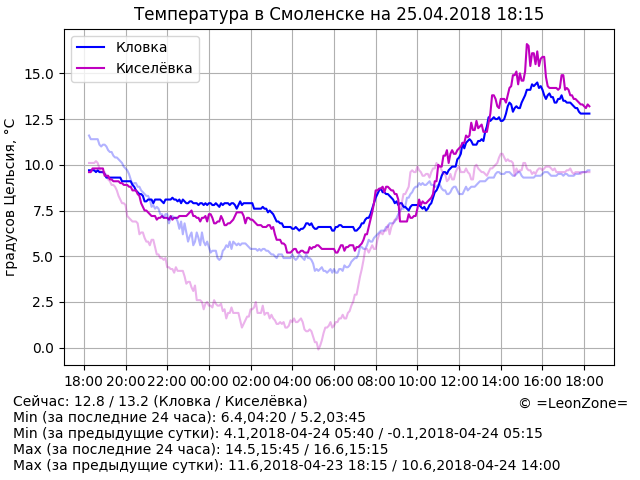 Температура в Смоленске на 25.04.2018 18:15
Кловка
Киселёвка
градусов Цельсия, °C
15.0
12.5
10.0
7.5
5.0
2.5
0.0
18:00 20:00 22:00 00:00 02:00 04:00 06:00 08:00 10:00 12:00 14:00 16:00 18:00
Сейчас: 12.8 / 13.2 (Кловка / Киселёвка)
© =LeonZone=
Min (за последние 24 часа): 6.4,04:20 / 5.2,03:45
Min (за предыдущие сутки): 4.1,2018-04-24 05:40 / -0.1,2018-04-24 05:15
Max (за последние 24 часа): 14.5,15:45 / 16.6,15:15
Max (за предыдущие сутки): 11.6,2018-04-23 18:15 / 10.6,2018-04-24 14:00